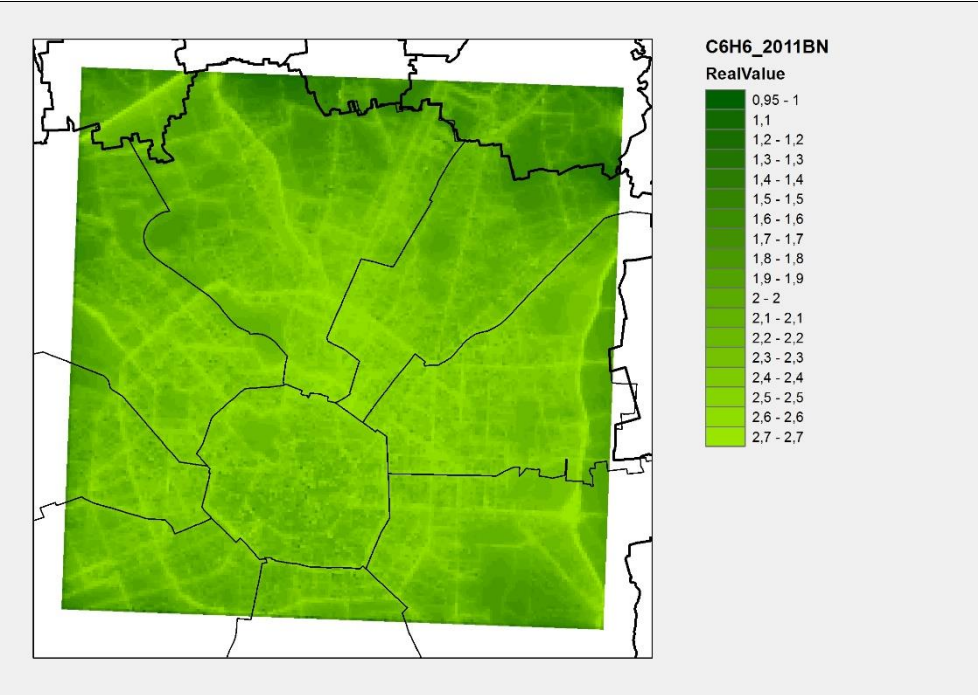 C6H6_2011BN
RealValue
0,95 - 1
1,1
1,2 - 1,2
1,3 - 1,3
1,4 - 1,4
1,5 - 1,5
1,6 - 1,6
1,7 - 1,7
1,8 - 1,8
1,9 - 1,9
2 - 2
2,1 - 2,1
2,2 - 2,2
2,3 - 2,3
2,4 - 2,4
2,5 - 2,5
2,6 - 2,6
2,7 - 2,7